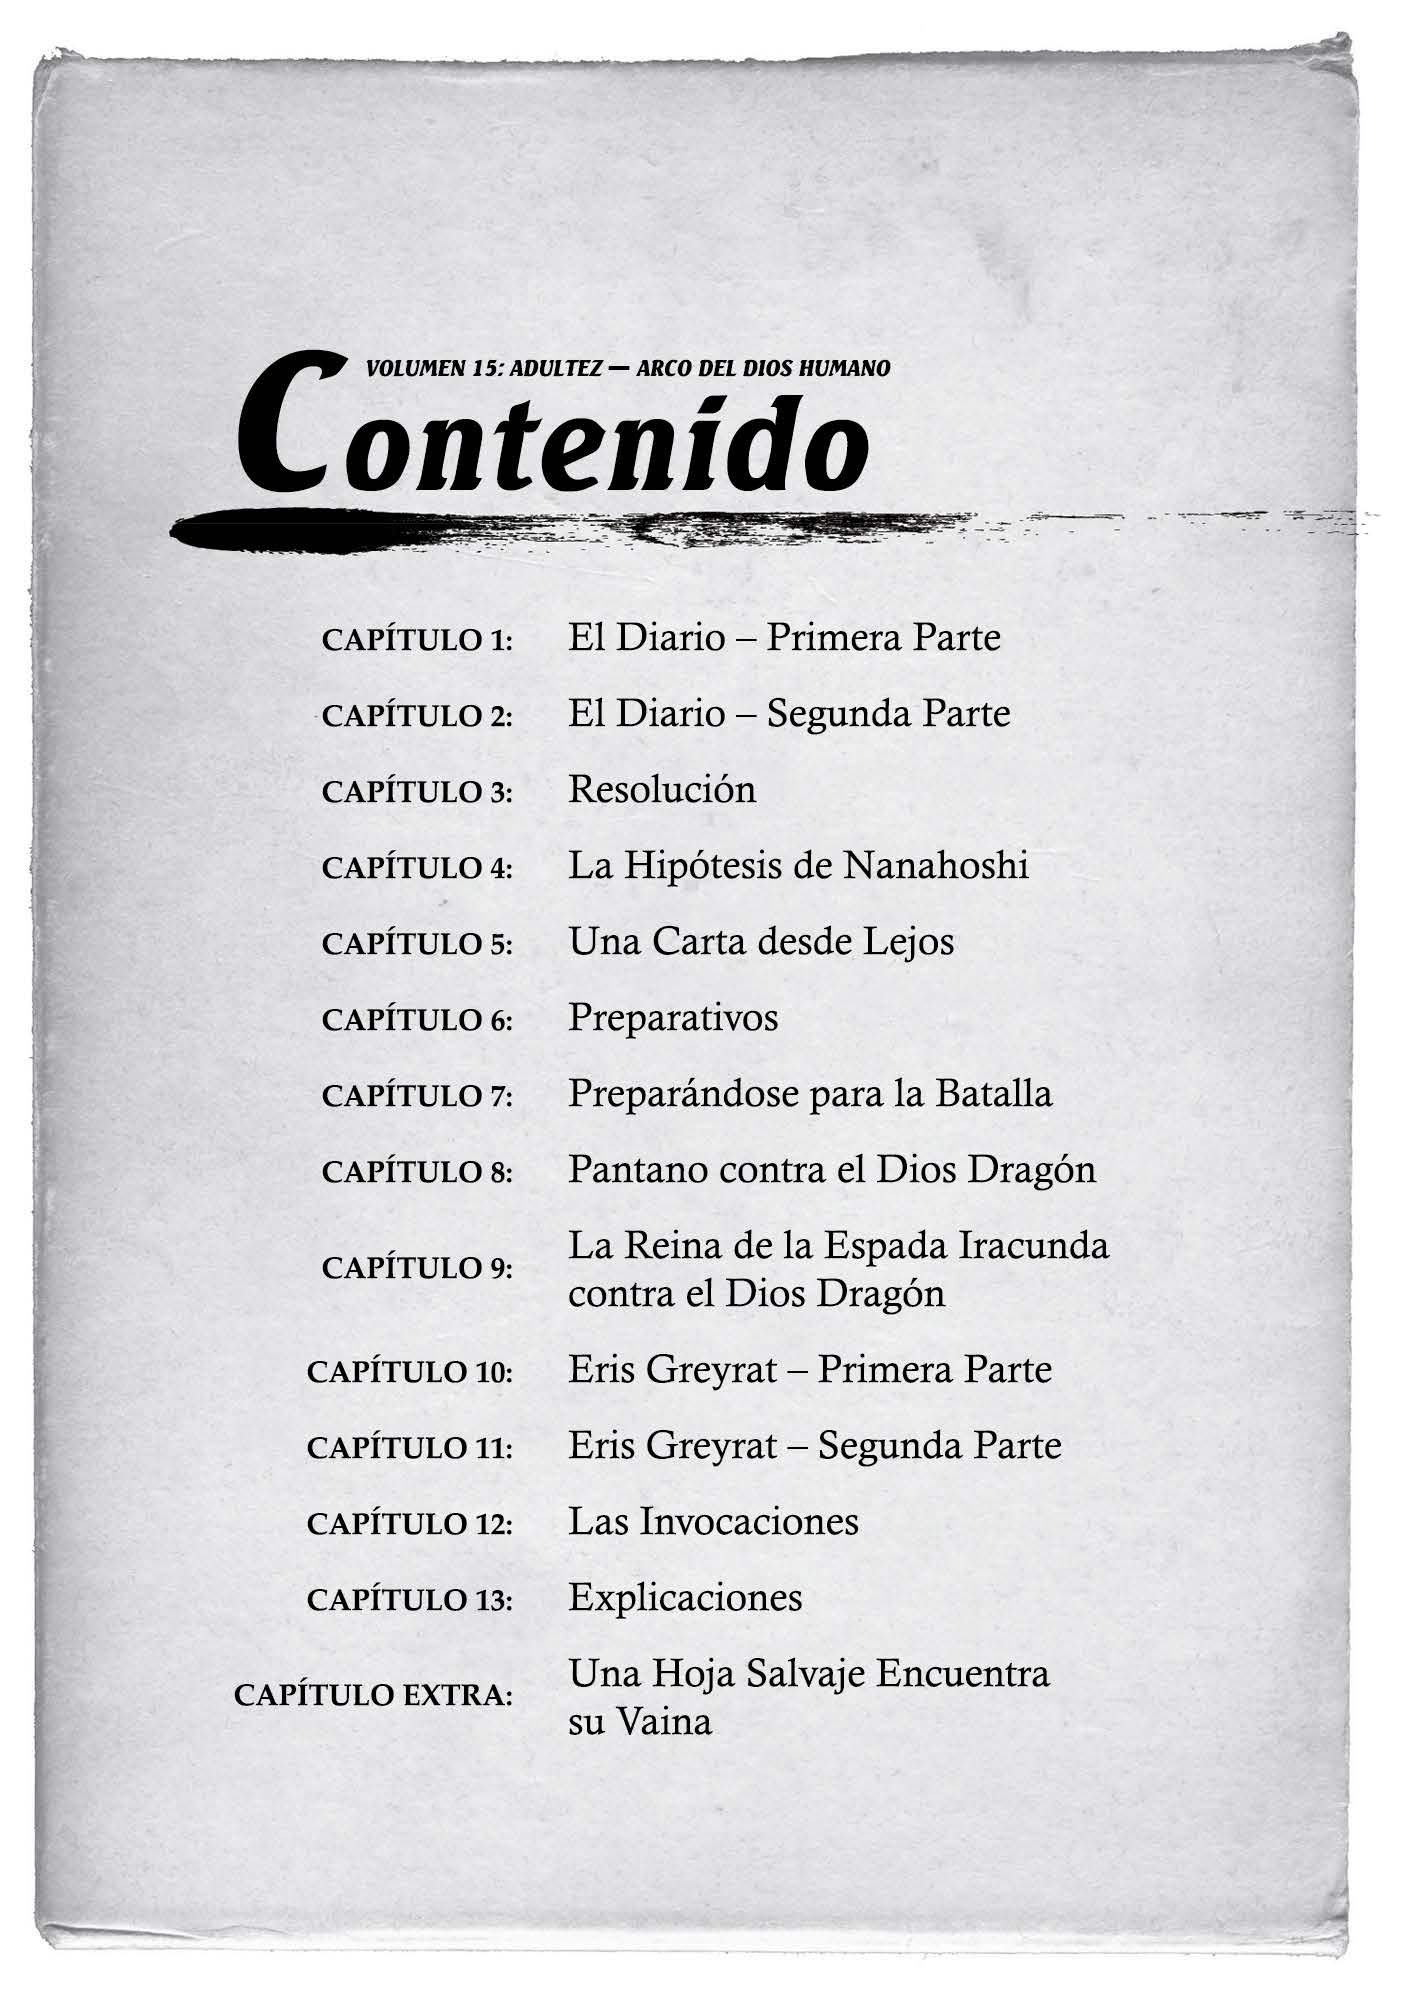 VOLUMEN 15: ADULTEZ — ARCO DEL DIOS HUMANO
Contenido
CAPÍTULO 1: El Diario – Primera Parte
CAPÍTULO 2: El Diario – Segunda Parte
CAPÍTULO 3: Resolución
CAPÍTULO 4: La Hipótesis de Nanahoshi
CAPÍTULO 5: Una Carta desde Lejos
CAPÍTULO 6: Preparativos
CAPÍTULO 7: Preparándose para la Batalla
CAPÍTULO 8: Pantano contra el Dios Dragón
CAPÍTULO 9: La Reina de la Espada Iracunda
contra el Dios Dragón
CAPÍTULO 10: Eris Greyrat – Primera Parte
CAPÍTULO 11: Eris Greyrat – Segunda Parte
CAPÍTULO 12: Las Invocaciones
CAPÍTULO 13: Explicaciones
CAPÍTULO EXTRA: Una Hoja Salvaje Encuentra
su Vaina